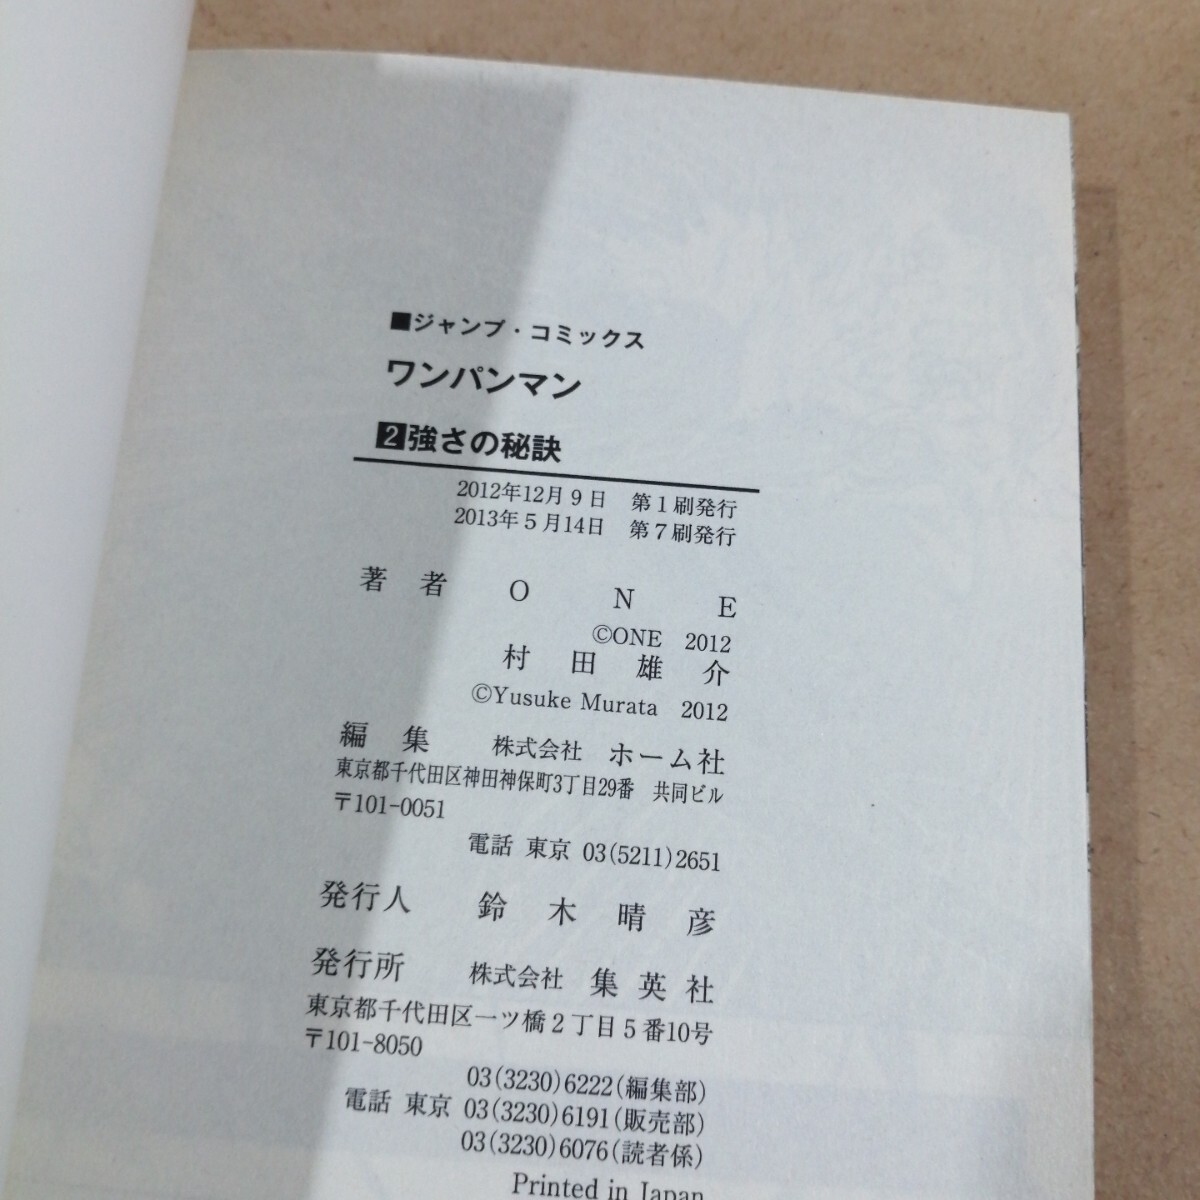 ■ジャンプ・コミックス
ワンパンマン
2強さの秘訣
2012年12月9日　第1刷発行
2013年5月14日　第7刷発行
著者　ONE
©ONE 2012
村田雄介
©Yusuke Murata 2012
編集　株式会社 ホーム社
東京都千代田区神田神保町3丁目29番　共同ビル
〒101-0051
電話 東京 03(5211)2651
発行人　鈴木晴彦
発行所　株式会社 集英社
東京都千代田区一ツ橋2丁目5番10号
〒101-8050
03(3230)6222(編集部)
電話 東京 03(3230)6191(販売部)
03(3230)6076(読者係)
Printed in Japan